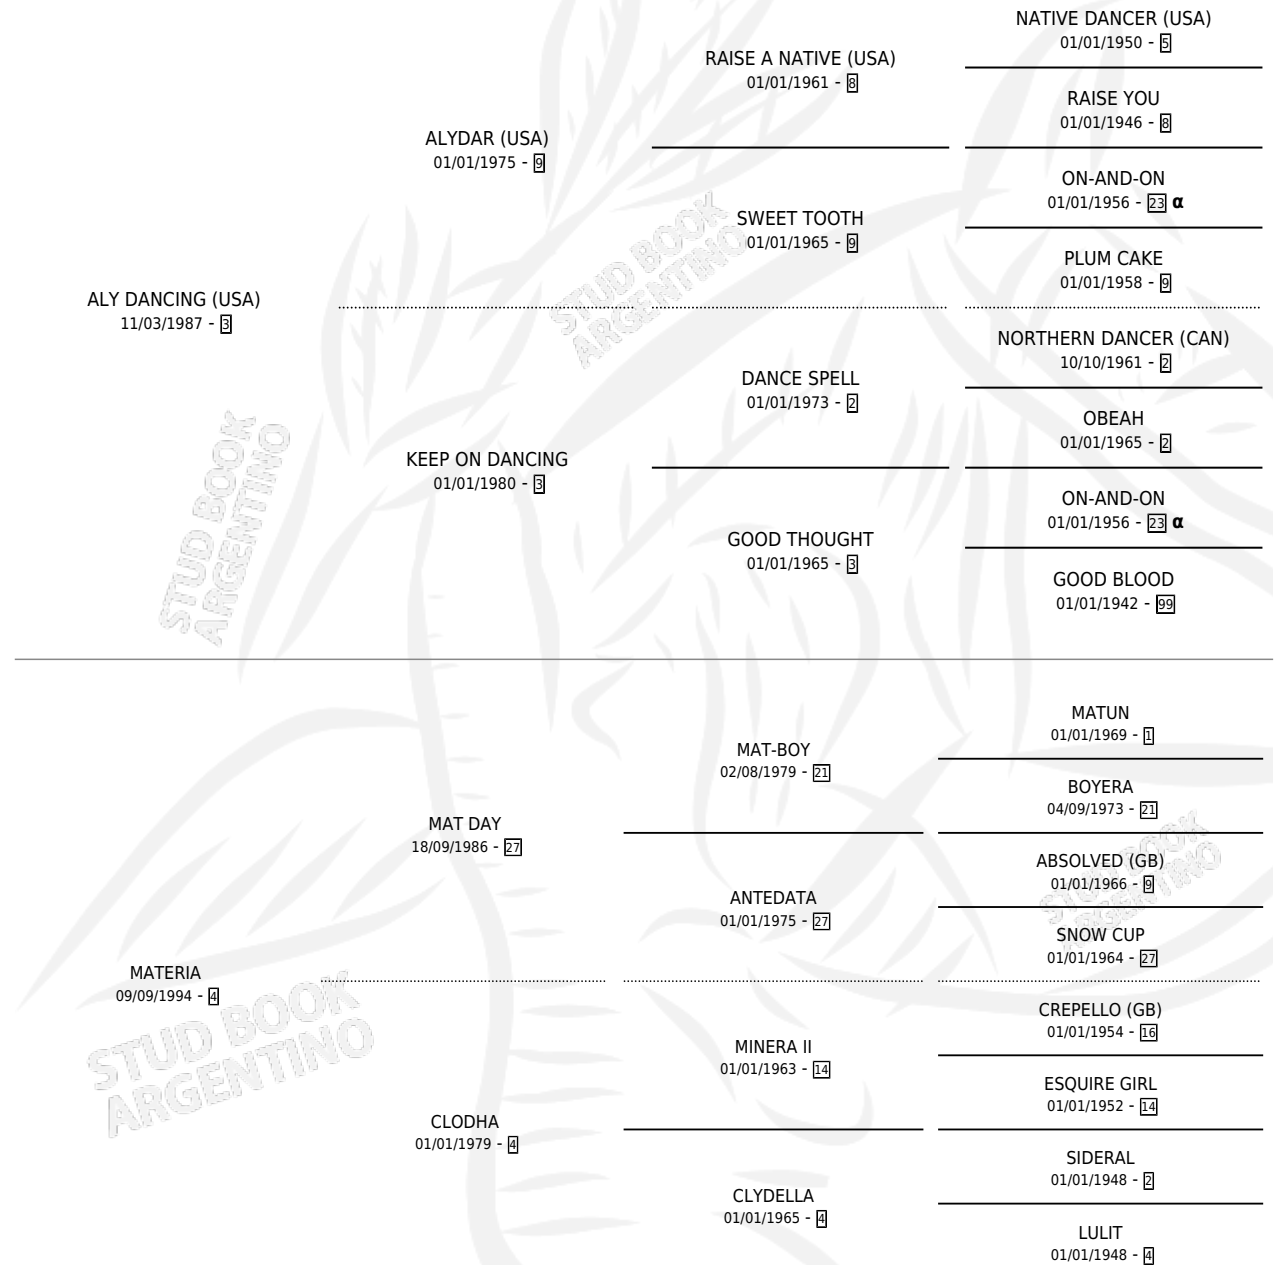 NATIVE DANCER (USA)
01/01/1950 - 5
RAISE A NATIVE (USA)
01/01/1961 - 8
RAISE YOU
01/01/1946 - 8
ALYDAR (USA)
01/01/1975 - 9
ON-AND-ON
01/01/1956 - 23 α
SWEET TOOTH
01/01/1965 - 9
PLUM CAKE
01/01/1958 - 9
ALY DANCING (USA)
11/03/1987 - 3
NORTHERN DANCER (CAN)
10/10/1961 - 2
DANCE SPELL
01/01/1973 - 2
OBEAH
01/01/1965 - 2
KEEP ON DANCING
01/01/1980 - 3
ON-AND-ON
01/01/1956 - 23 α
GOOD THOUGHT
01/01/1965 - 3
GOOD BLOOD
01/01/1942 - 99
MATUN
01/01/1969 - 1
MAT-BOY
02/08/1979 - 21
BOYERA
04/09/1973 - 21
MAT DAY
18/09/1986 - 27
ABSOLVED (GB)
01/01/1966 - 9
ANTEDATA
01/01/1975 - 27
SNOW CUP
01/01/1964 - 27
MATERIA
09/09/1994 - 4
CREPELLO (GB)
01/01/1954 - 16
MINERA II
01/01/1963 - 14
ESQUIRE GIRL
01/01/1952 - 14
CLODHA
01/01/1979 - 4
SIDERAL
01/01/1948 - 2
CLYDELLA
01/01/1965 - 4
LULIT
01/01/1948 - 4
STUD BOOK
ARGENTINO
STUD BOOK
ARGENTINO
STUD BOOK
ARGENTINO
STUD BOOK
ARGENTINO